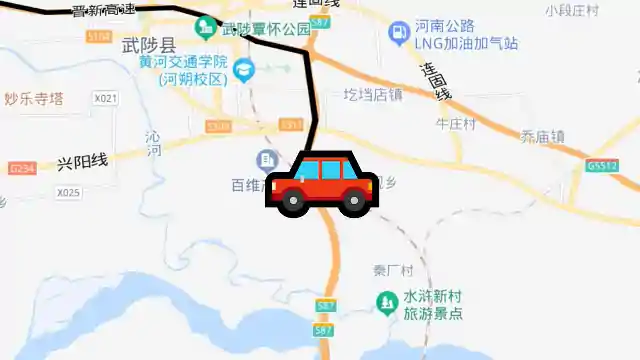 晋新高速
连固线
S87
小段庄村
S104
武陟覃怀公园
河南公路
LNG加油加气站
武陟县
黄河交通学院
(河朔校区)
连固线
妙乐寺塔
X021
圪垱店镇
沁河
牛庄村
乔庙镇
G234
兴阳线
G5512
百维
乡
X025
乡
秦厂村
水浒新村
旅游景点
S87
S87